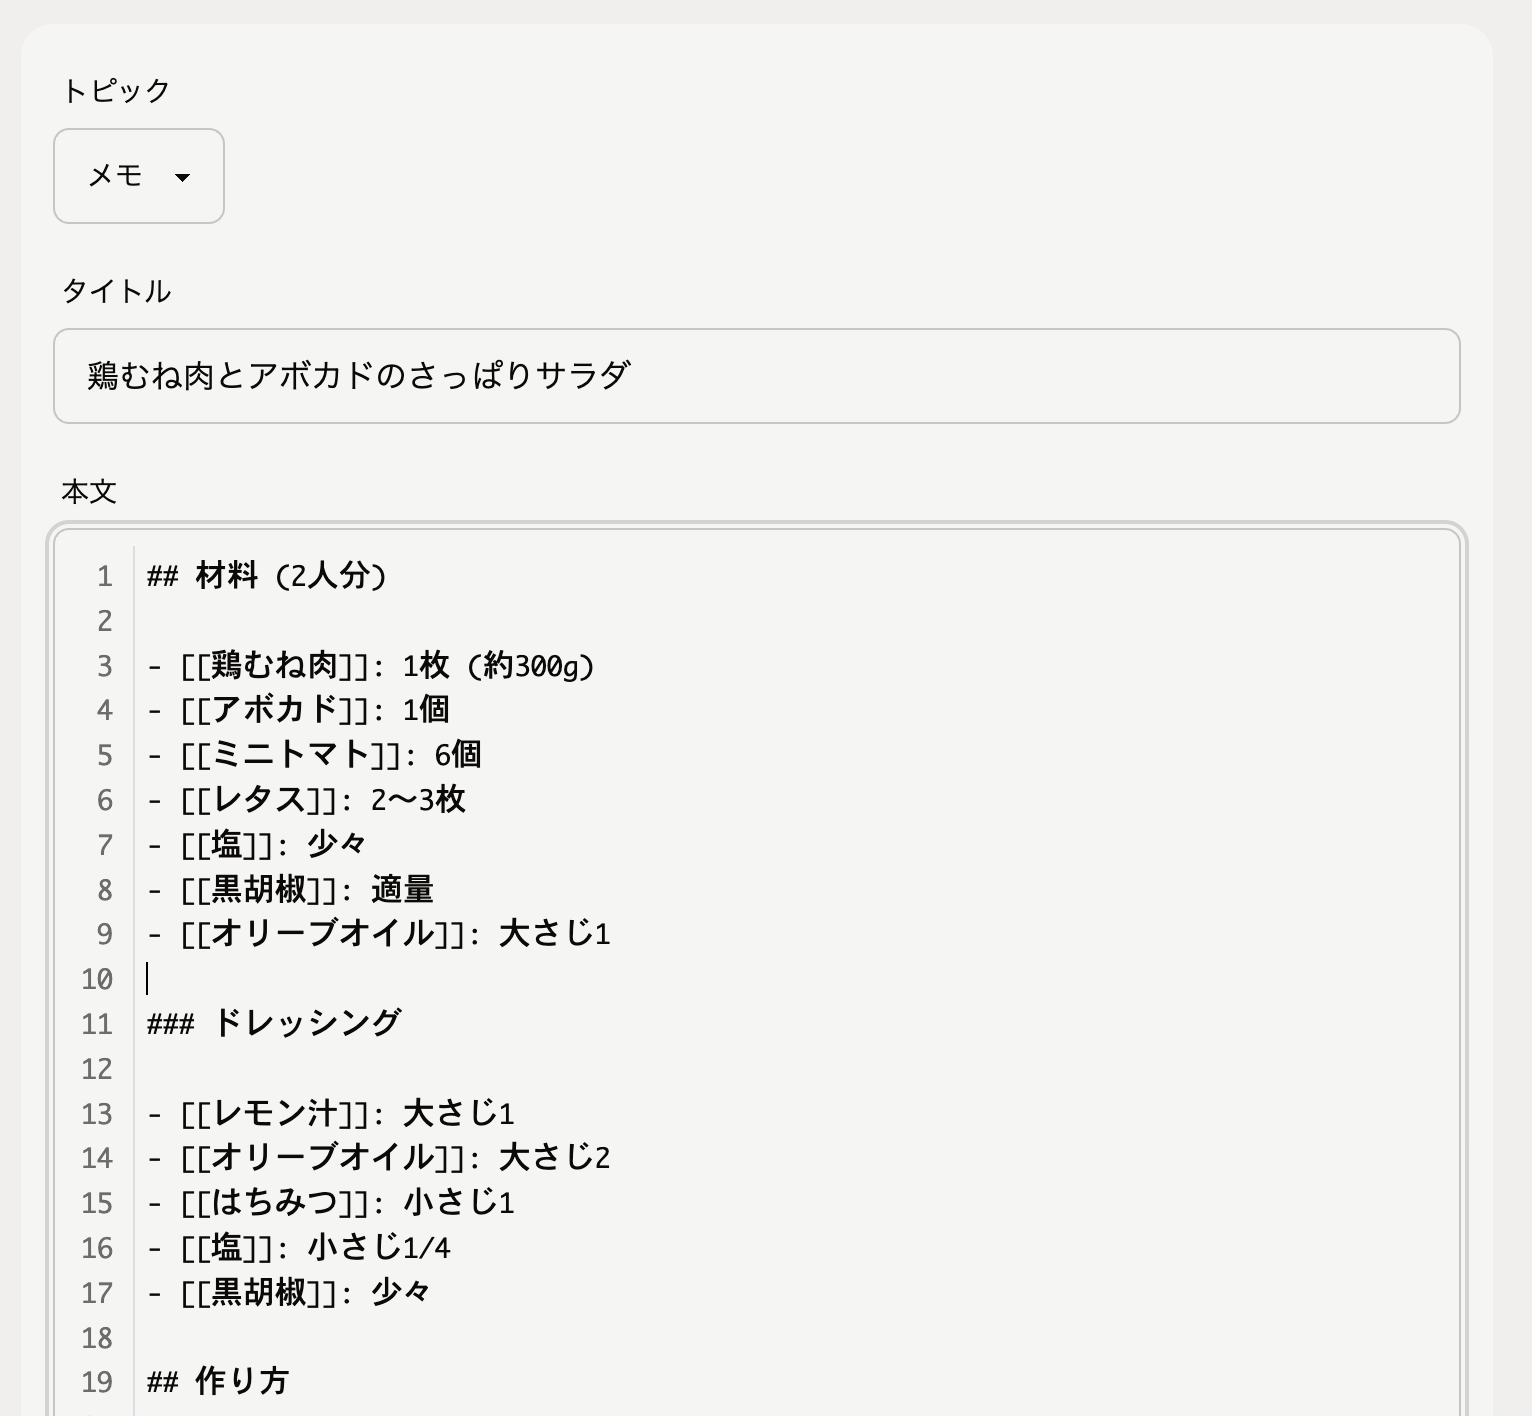 トピック
メモ
タイトル
鶏むね肉とアボカドのさっぱりサラダ
本文
1 ## 材料 (2人分)
2
3 - [[鶏むね肉]]: 1枚 (約300g)
4 - [[アボカド]]: 1個
5 - [[ミニトマト]]: 6個
6 - [[レタス]]: 2〜3枚
7 - [[塩]]: 少々
8 - [[黒胡椒]]: 適量
9 - [[オリーブオイル]]: 大さじ1
10
11 ### ドレッシング
12
13 - [[レモン汁]]: 大さじ1
14 - [[オリーブオイル]]: 大さじ2
15 - [[はちみつ]]: 小さじ1
16 - [[塩]]: 小さじ1/4
17 - [[黒胡椒]]: 少々
18
19 ## 作り方